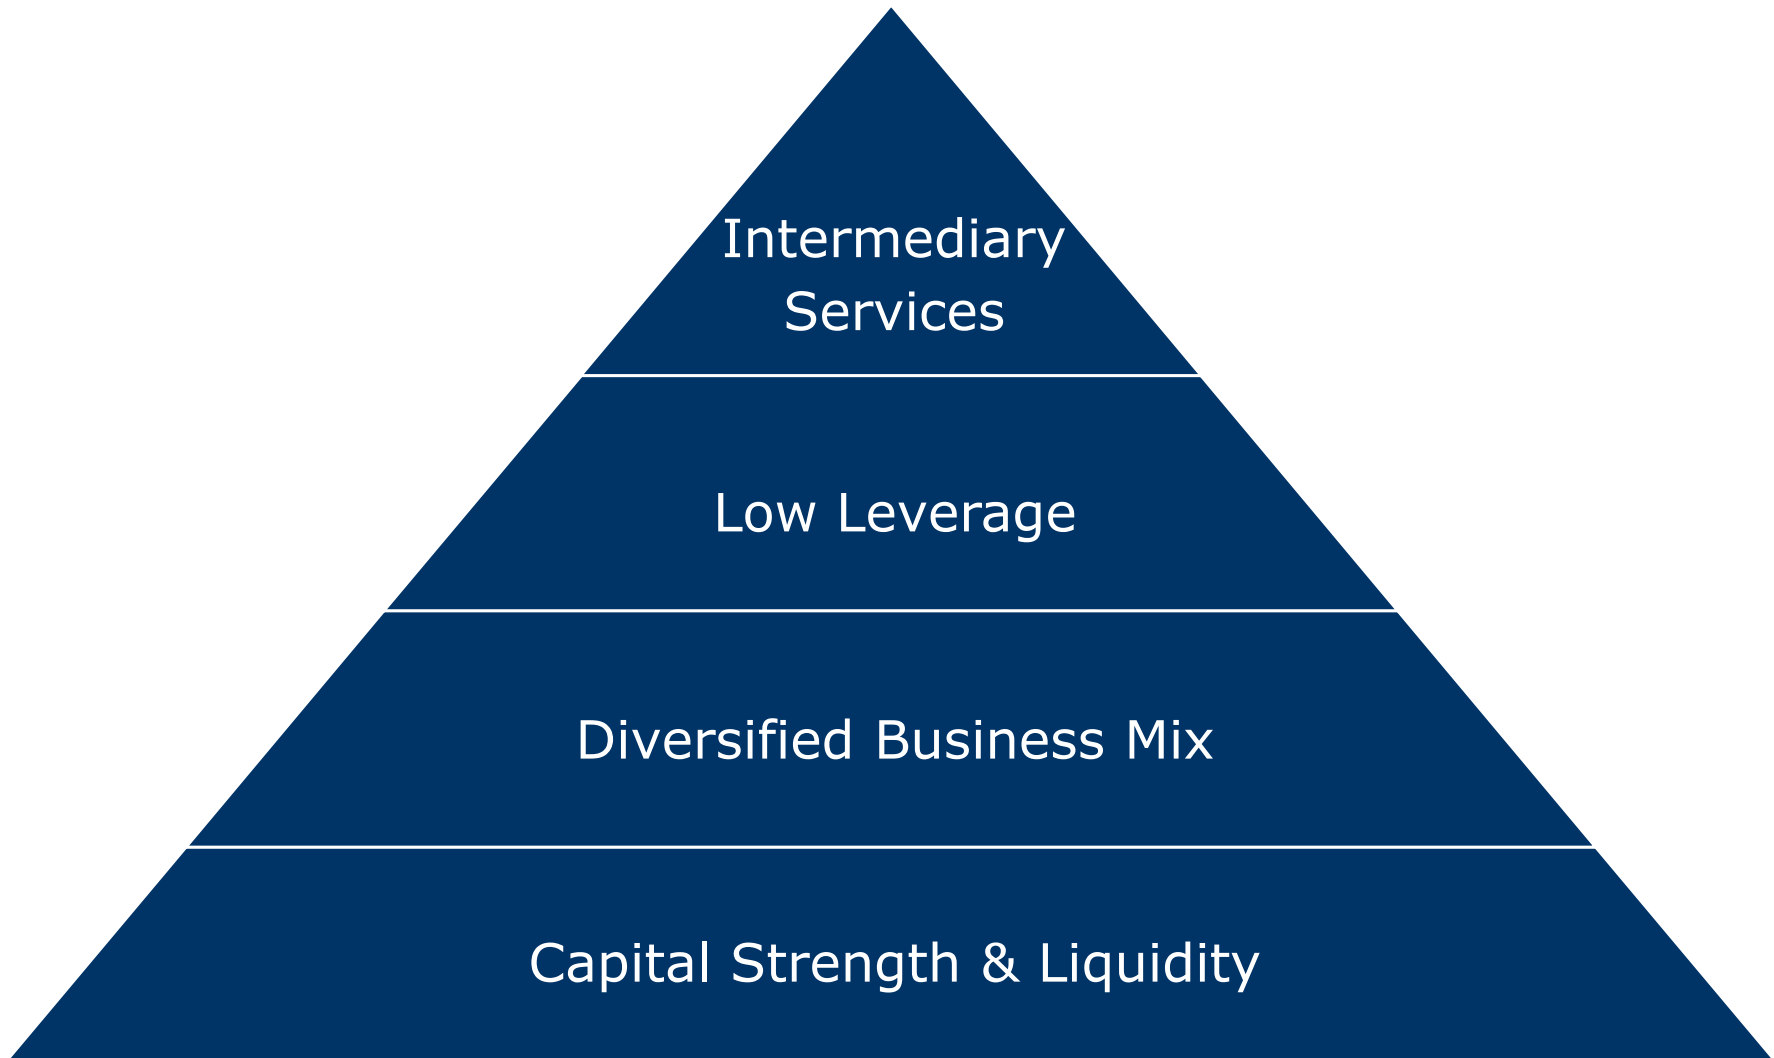 Intermediary
Services
Low Leverage
Diversified Business Mix
Capital Strength & Liquidity